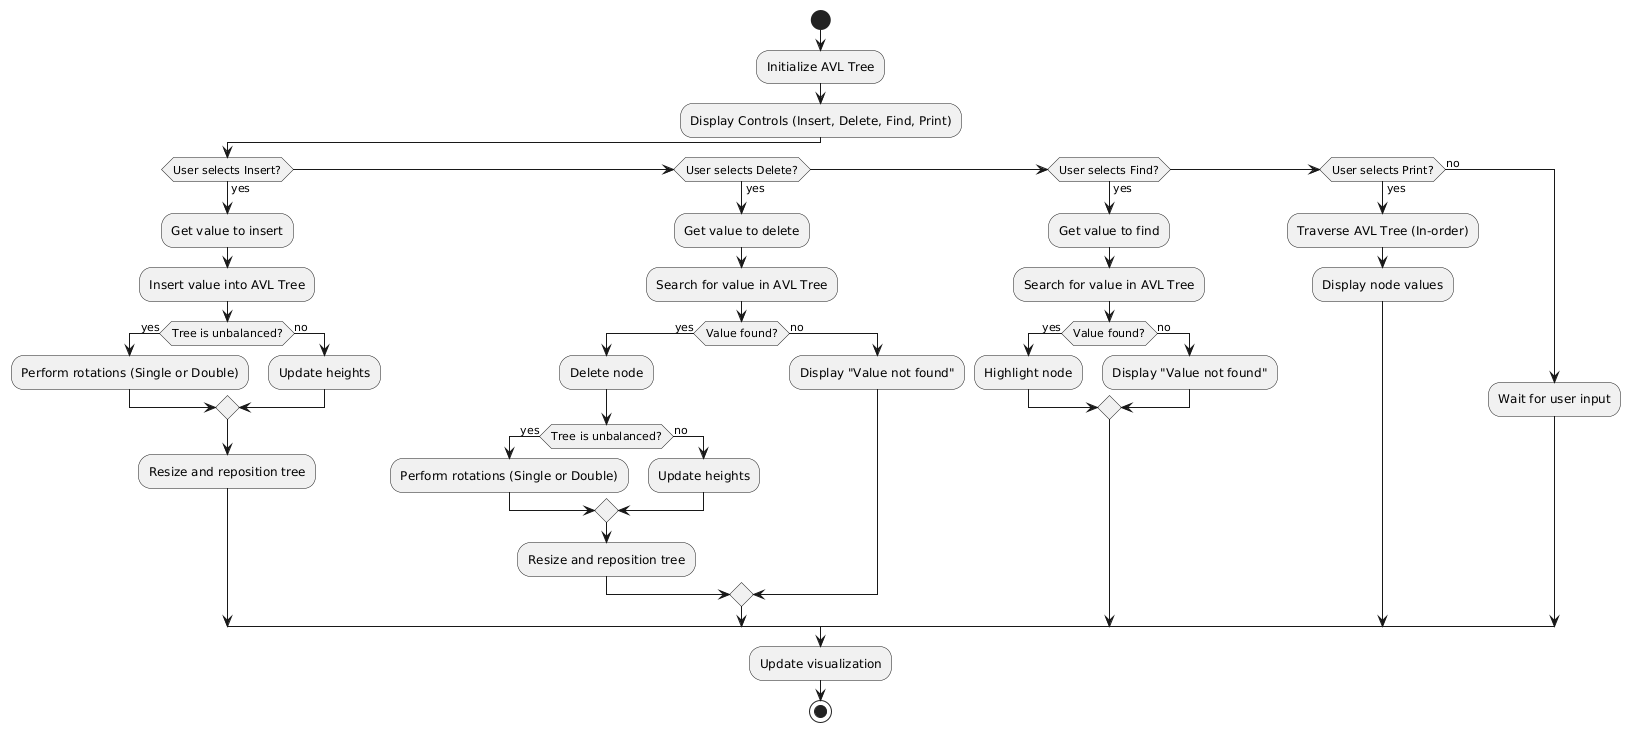 Initialize AVL Tree
Display Controls (Insert, Delete, Find, Print)
User selects Insert?
yes
Get value to insert
Insert value into AVL Tree
Tree is unbalanced?
yes
no
Perform rotations (Single or Double)
Update heights
Resize and reposition tree
User selects Delete?
yes
Get value to delete
Search for value in AVL Tree
Value found?
yes
no
Delete node
Display "Value not found"
Tree is unbalanced?
yes
no
Perform rotations (Single or Double)
Update heights
Resize and reposition tree
User selects Find?
yes
Get value to find
Search for value in AVL Tree
Value found?
yes
no
Highlight node
Display "Value not found"
User selects Print?
yes
no
Traverse AVL Tree (In-order)
Display node values
Wait for user input
Update visualization